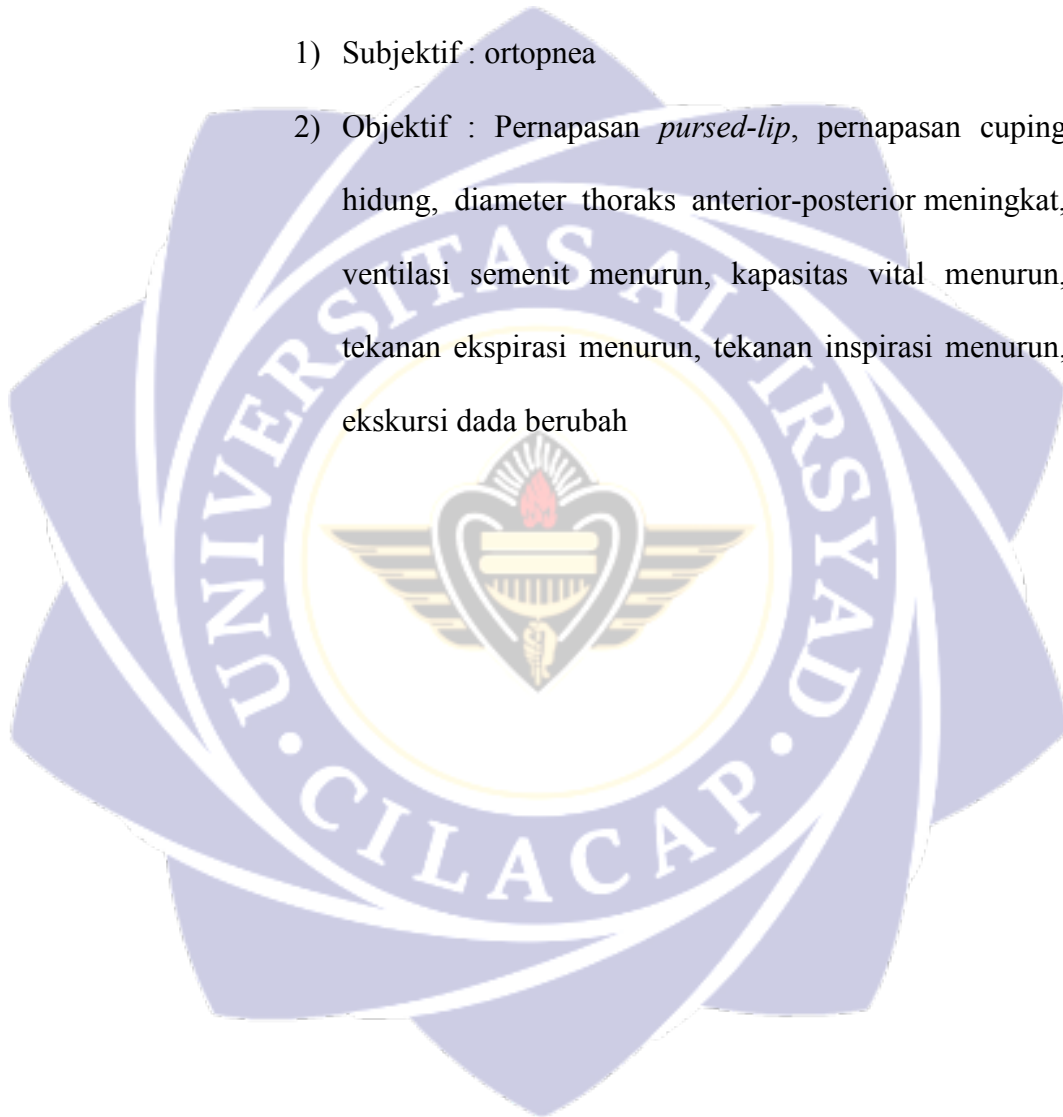 1) Subjektif : ortopnea
2) Objektif : Pernapasan pursed-lip, pernapasan cuping
hidung, diameter thoraks anterior-posterior meningkat,
ventilasi semenit menurun, kapasitas vital menurun,
tekanan ekspirasi menurun, tekanan inspirasi menurun,
ekskursi dada berubah
UNIVERSITAS AL-IRSYAD
• CILACAP •